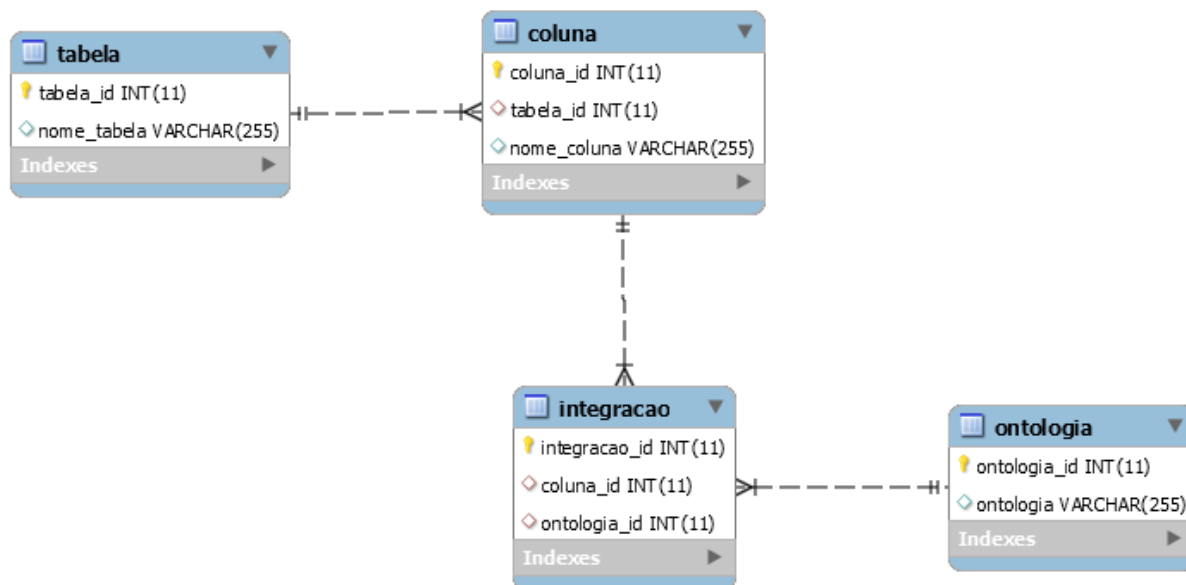 tabela
tabela_id INT(11)
nome_tabela VARCHAR(255)
Indexes
coluna
coluna_id INT(11)
tabela_id INT(11)
nome_coluna VARCHAR(255)
Indexes
integracao
integracao_id INT(11)
coluna_id INT(11)
ontologia_id INT(11)
Indexes
ontologia
ontologia_id INT(11)
ontologia VARCHAR(255)
Indexes